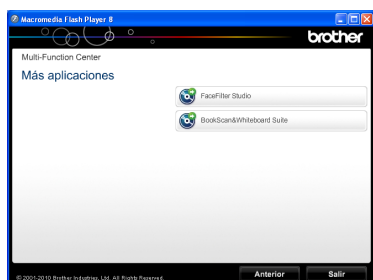 Macromedia Flash Player 8
brother
Multi-Function Center
Más aplicaciones
FaceFilter Studio
BookScan&Whiteboard Suite
© 2001-2010 Brother Industries, Ltd. All Rights Reserved.
Anterior
Salir